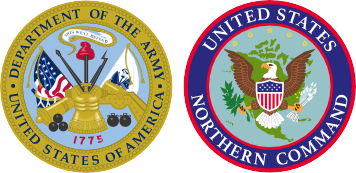 DEPARTMENT OF THE ARMY
THIS WE'LL DEFEND
1775
UNITED STATES OF AMERICA
UNITED STATES
NORTHERN COMMAND